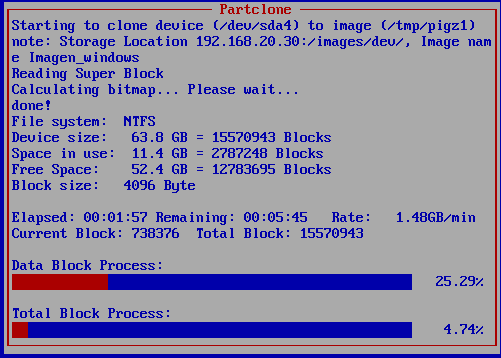 Partclone
Starting to clone device (/dev/sda4) to image (/tmp/pigz1)
note: Storage Location 192.168.20.30:/images/dev/, Image nam
e Imagen_windows
Reading Super Block
Calculating bitmap... Please wait...
done!
File system:  NTFS
Device size:   63.8 GB = 15570943 Blocks
Space in use:  11.4 GB = 2787248 Blocks
Free Space:    52.4 GB = 12783695 Blocks
Block size:   4096 Byte
Elapsed: 00:01:57 Remaining: 00:05:45   Rate:   1.48GB/min
Current Block: 738376  Total Block: 15570943
Data Block Process:
25.29%
Total Block Process:
4.74%